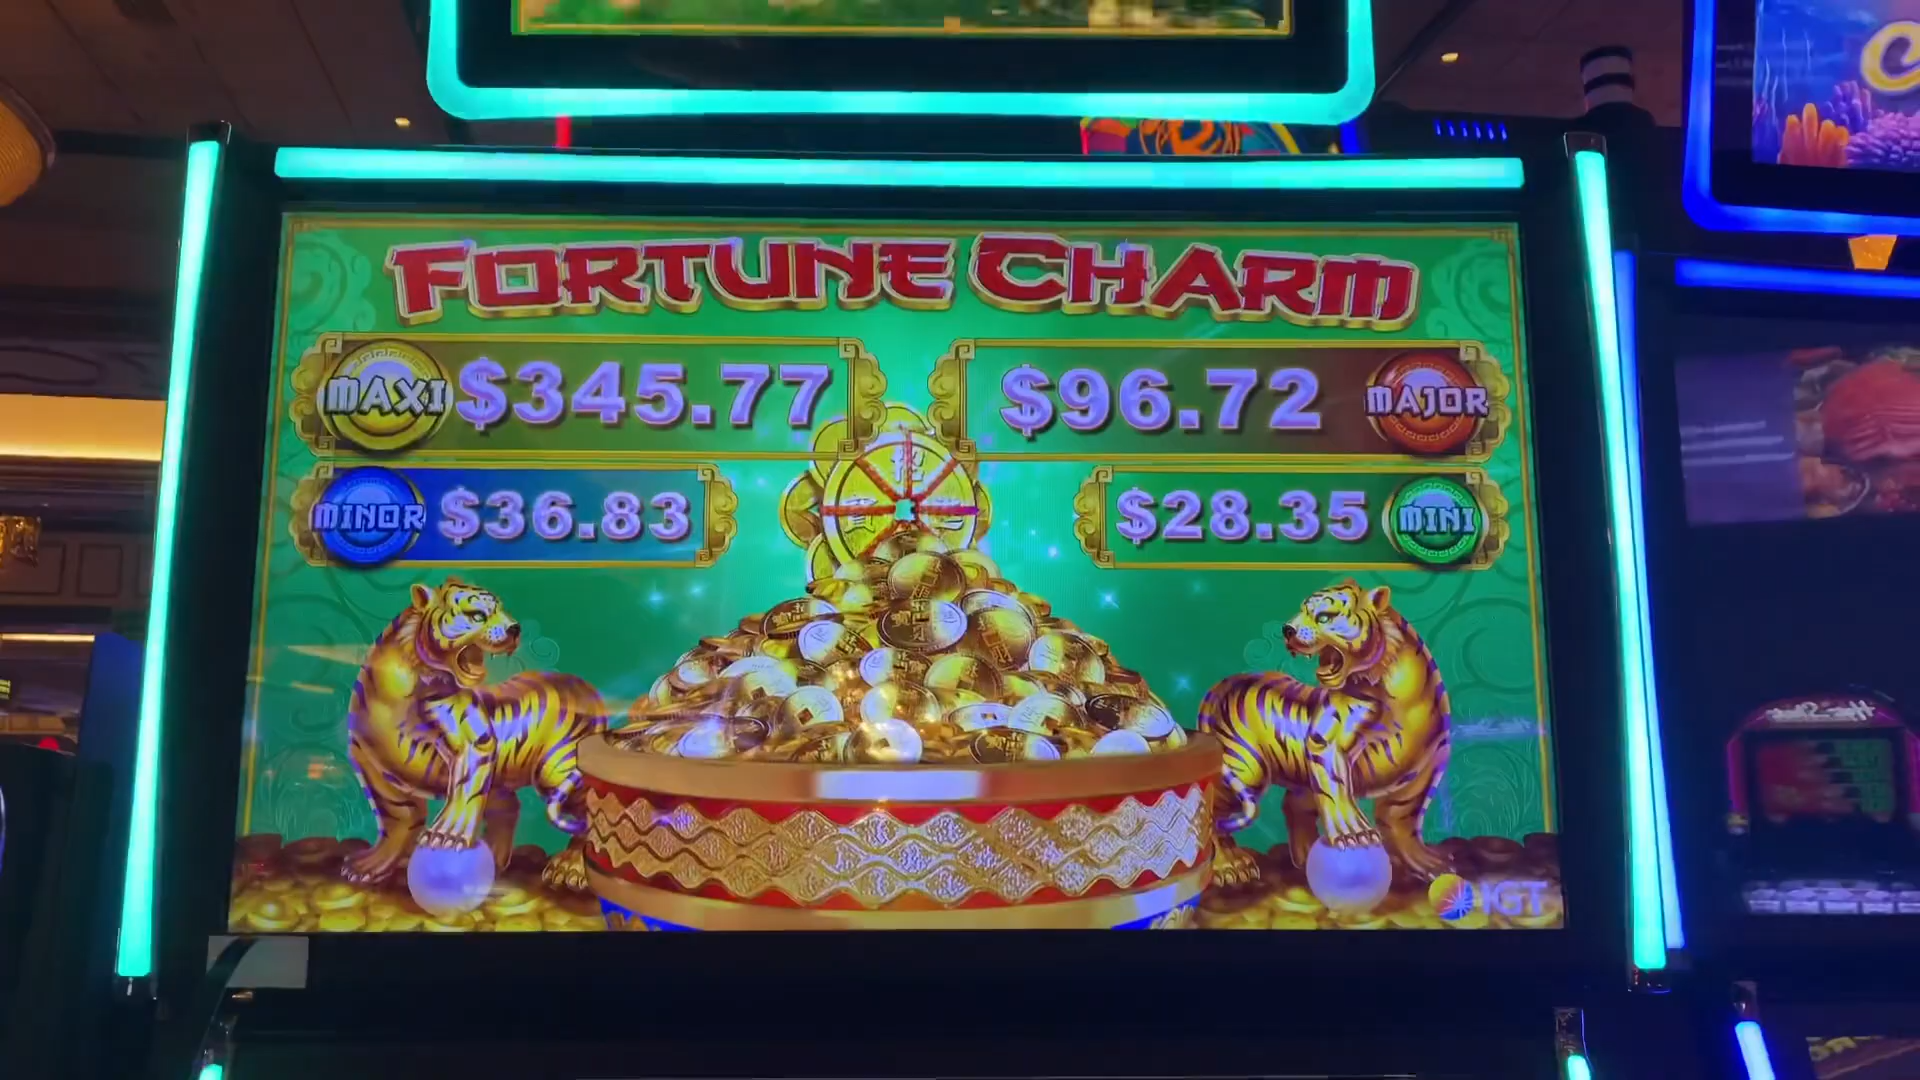 FORTUNE CHARM
MAXI $345.77
$96.72 MAJOR
MINOR $36.83
$28.35 MINI
IGT